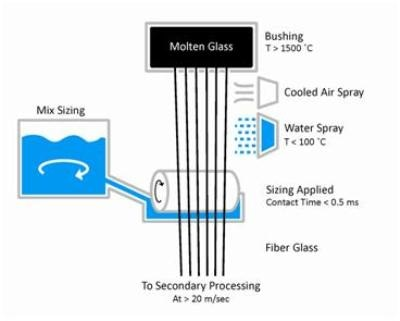 Molten Glass
Bushing
T > 1500 ˚C
Cooled Air Spray
Mix Sizing
Water Spray
T < 100 ˚C
Sizing Applied
Contact Time < 0.5 ms
Fiber Glass
To Secondary Processing
At > 20 m/sec